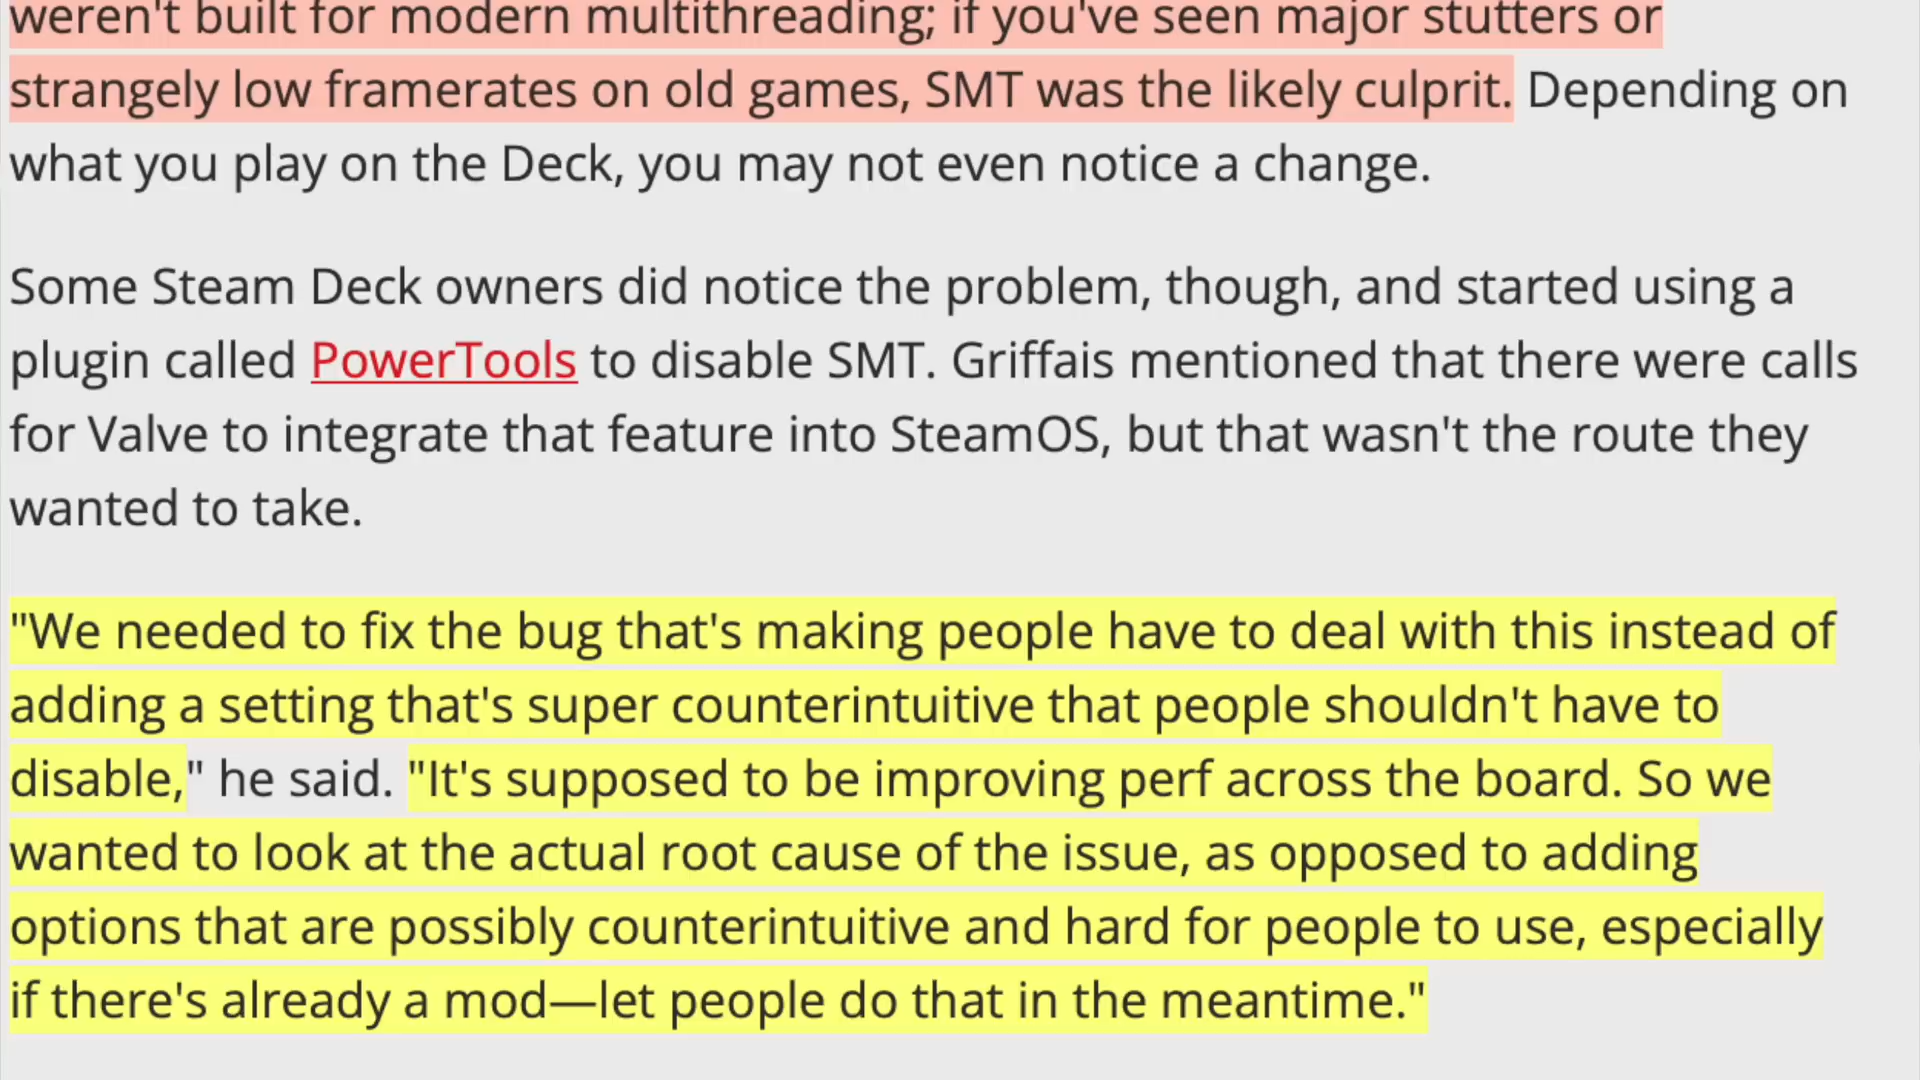 weren't built for modern multithreading; if you've seen major stutters or
strangely low framerates on old games, SMT was the likely culprit. Depending on
what you play on the Deck, you may not even notice a change.
Some Steam Deck owners did notice the problem, though, and started using a
plugin called PowerTools to disable SMT. Griffais mentioned that there were calls
for Valve to integrate that feature into SteamOS, but that wasn't the route they
wanted to take.
"We needed to fix the bug that's making people have to deal with this instead of
adding a setting that's super counterintuitive that people shouldn't have to
disable," he said. "It's supposed to be improving perf across the board. So we
wanted to look at the actual root cause of the issue, as opposed to adding
options that are possibly counterintuitive and hard for people to use, especially
if there's already a mod—let people do that in the meantime."